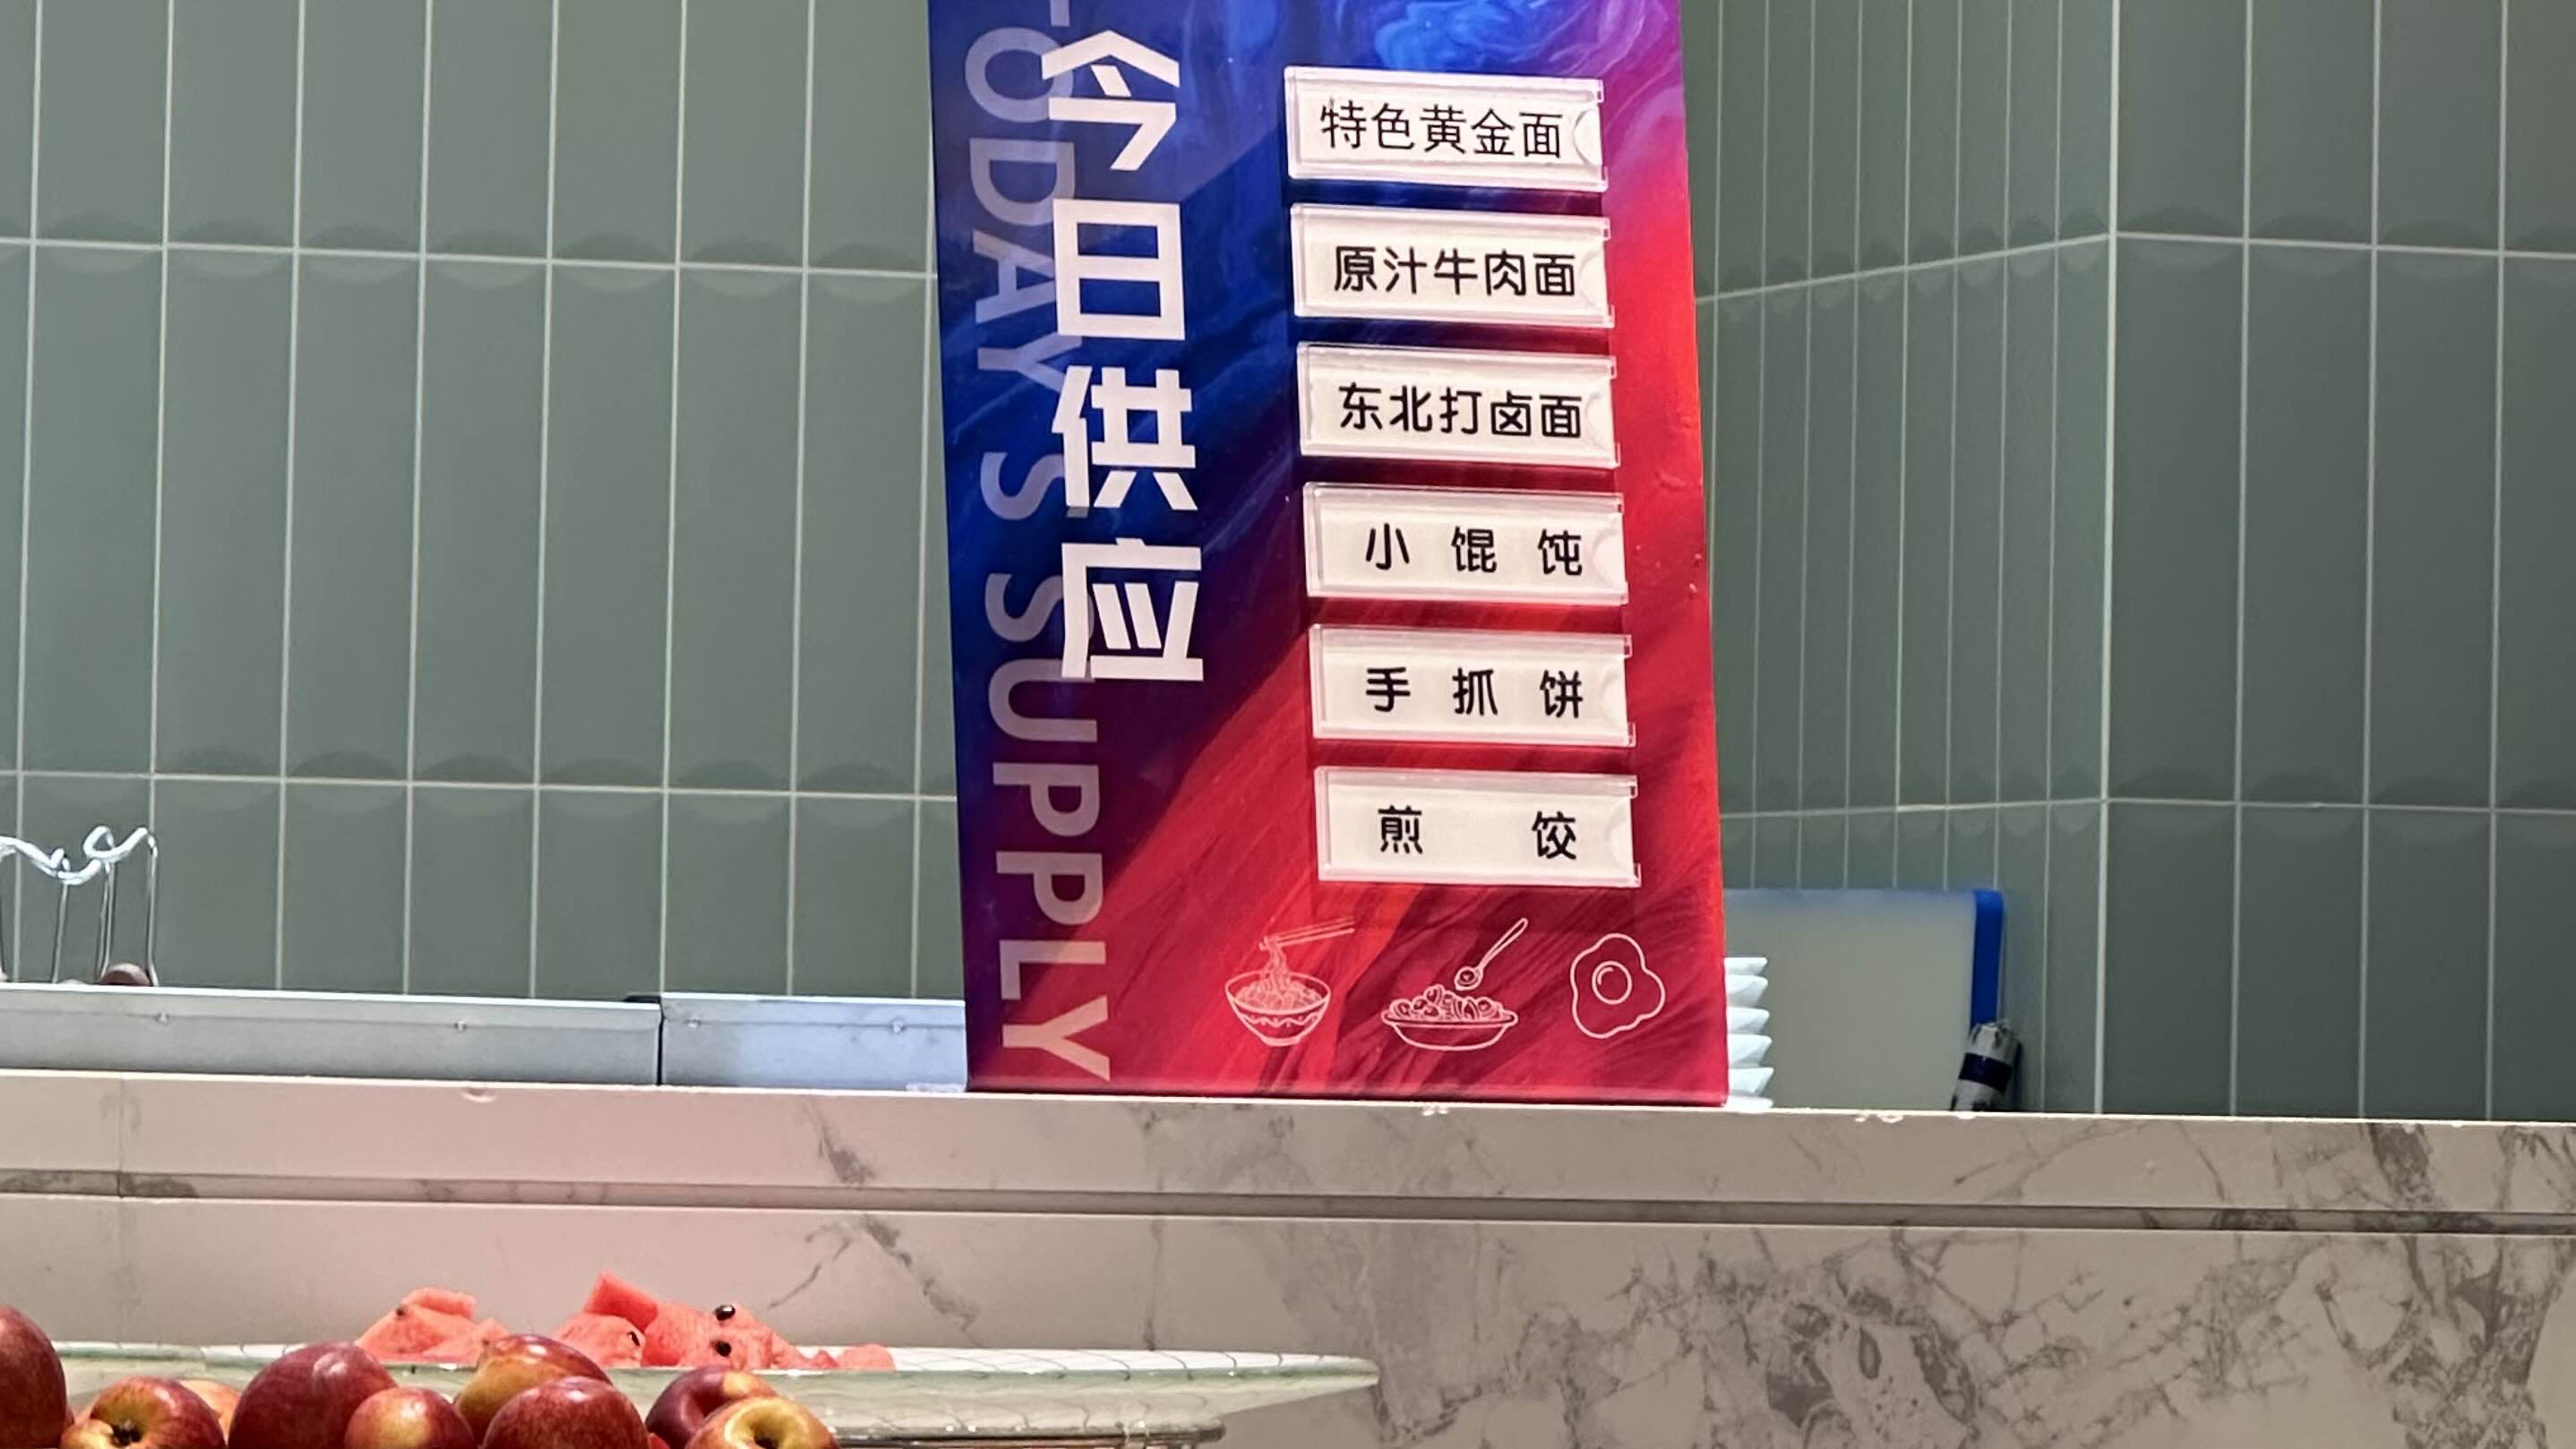 今日供应
TODAY'S SUPPLY
特色黄金面
原汁牛肉面
东北打卤面
小馄饨
手抓饼
煎饺